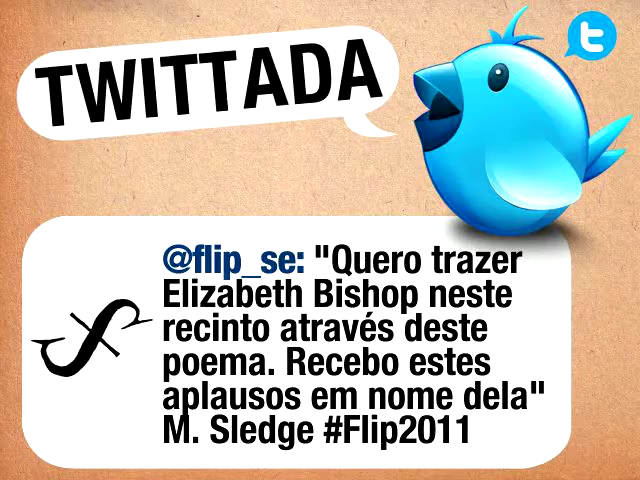 TWITTADA
t
@flip_se: "Quero trazer
Elizabeth Bishop neste
recinto através deste
poema. Recebo estes
aplausos em nome dela"
M. Sledge #Flip2011